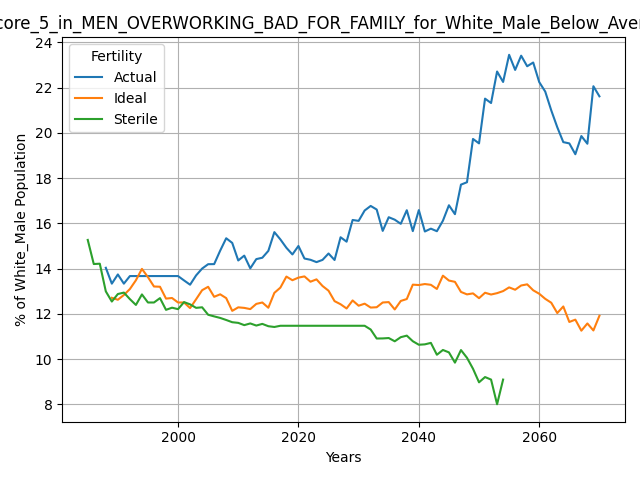 core_5_in_MEN_OVERWORKING_BAD_FOR_FAMILY_for_White_Male_Below_Aver
Fertility
Actual
Ideal
Sterile
% of White_Male Population
24
22
20
18
16
14
12
10
8
2000 2020 2040 2060
Years